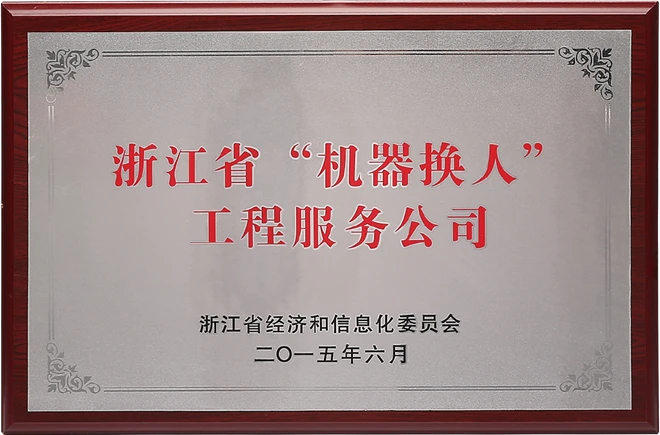 浙江省“机器换人”
工程服务公司
浙江省经济和信息化委员会
二〇一五年六月